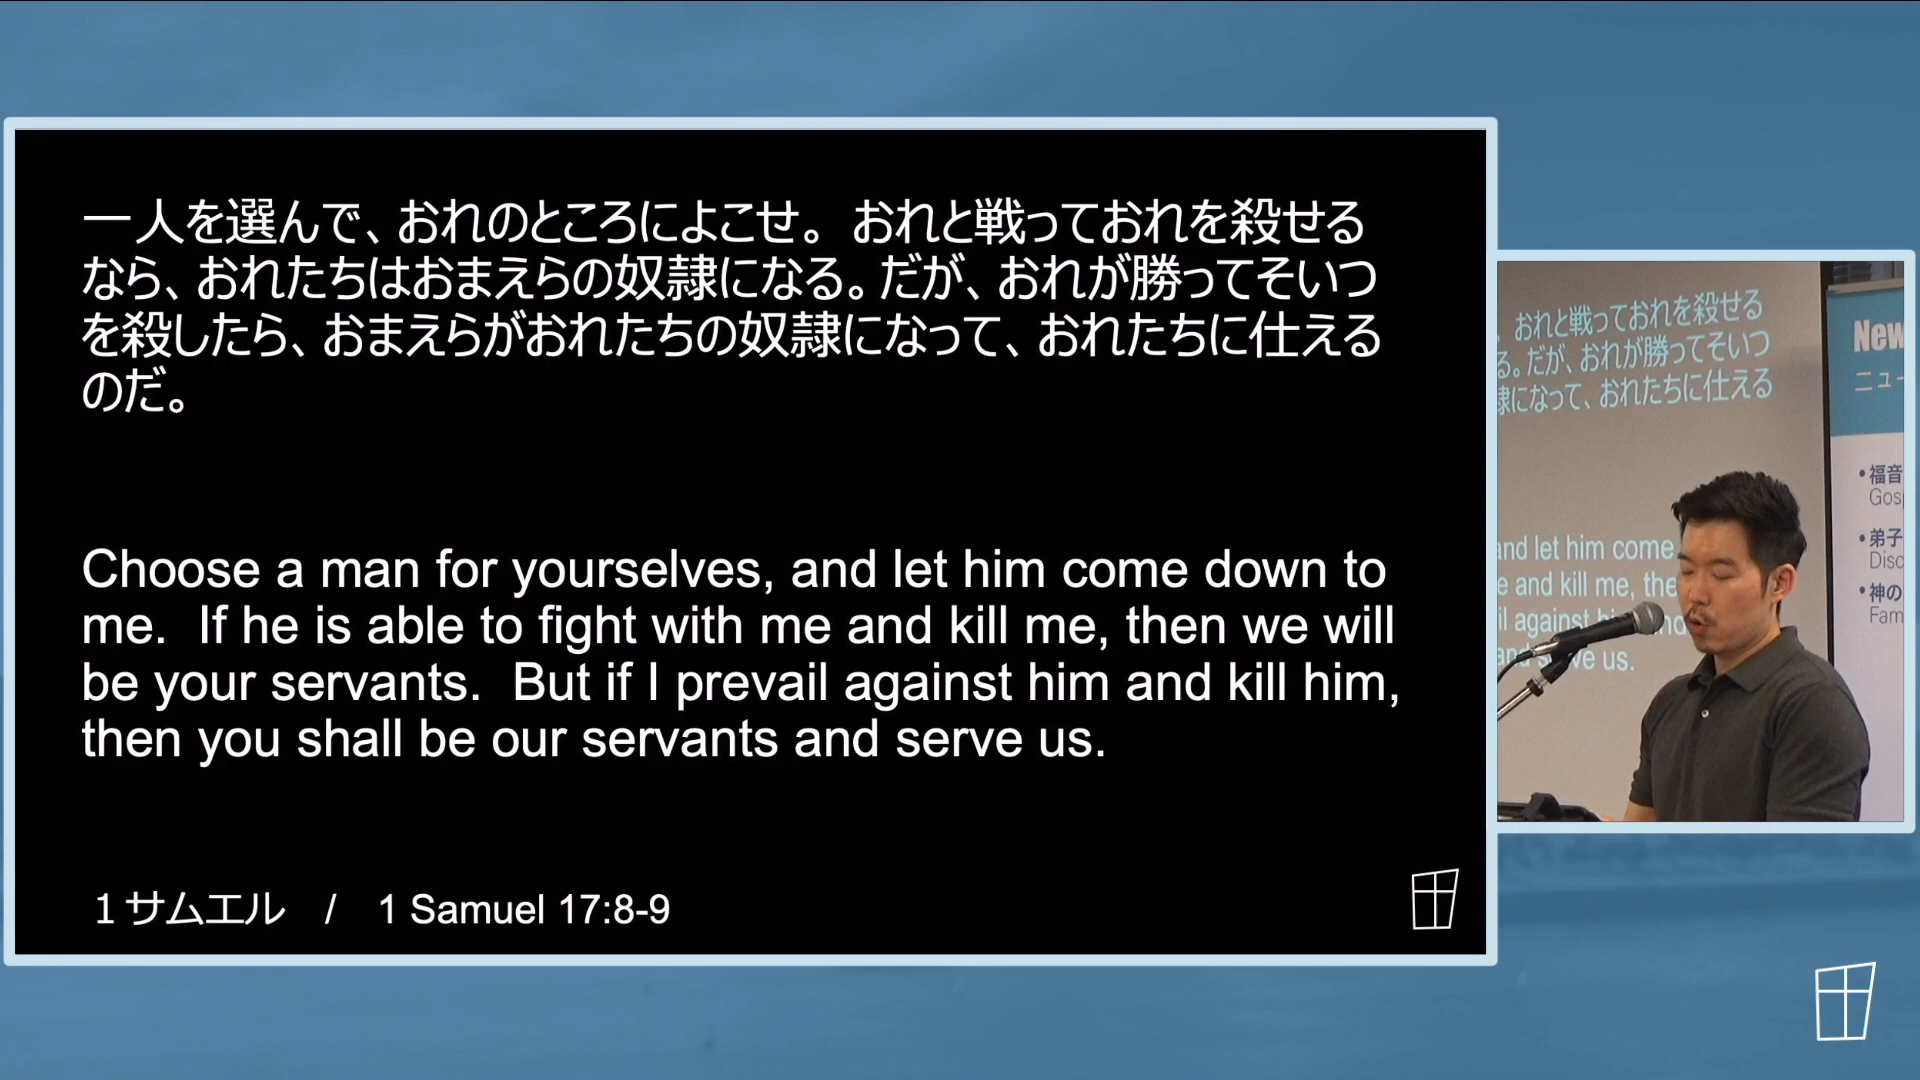 一人を選んで、おれのところによこせ。おれと戦っておれを殺せる
なら、おれたちはおまえらの奴隷になる。だが、おれが勝ってそいつ
を殺したら、おまえらがおれたちの奴隷になって、おれたちに仕える
のだ。
Choose a man for yourselves, and let him come down to
me.  If he is able to fight with me and kill me, then we will
be your servants.  But if I prevail against him and kill him,
then you shall be our servants and serve us.
1サムエル / 1 Samuel 17:8-9
おれと戦っておれを殺せる
る。だが、おれが勝ってそいつ
隷になって、おれたちに仕える
and let him come
e and kill me, the
il against
us.
New
ニュー
•福音
Gos
•弟子
Disc
•神の
Fam